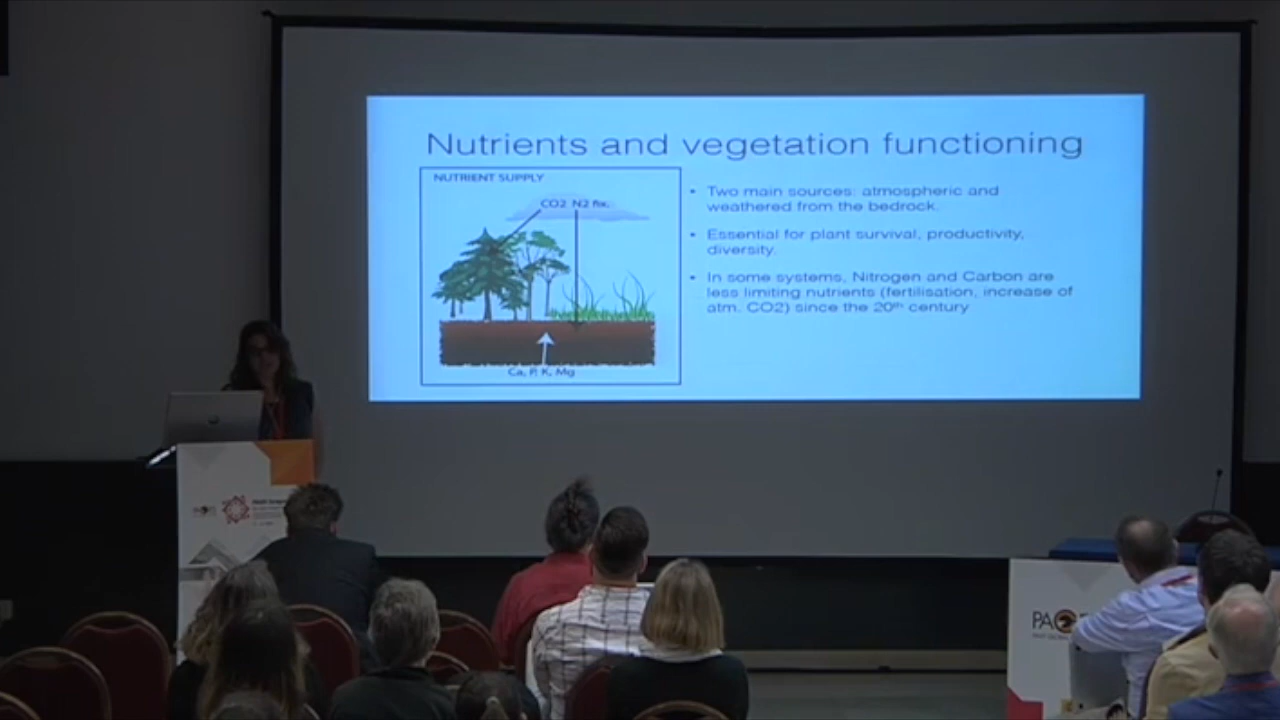 Nutrients and vegetation functioning
NUTRIENT SUPPLY
CO2 N2 fix.
Ca, P, K, Mg
• Two main sources: atmospheric and
weathered from the bedrock.
• Essential for plant survival, productivity,
diversity.
• In some systems, Nitrogen and Carbon are
less limiting nutrients (fertilisation, increase of
atm. CO2) since the 20th century